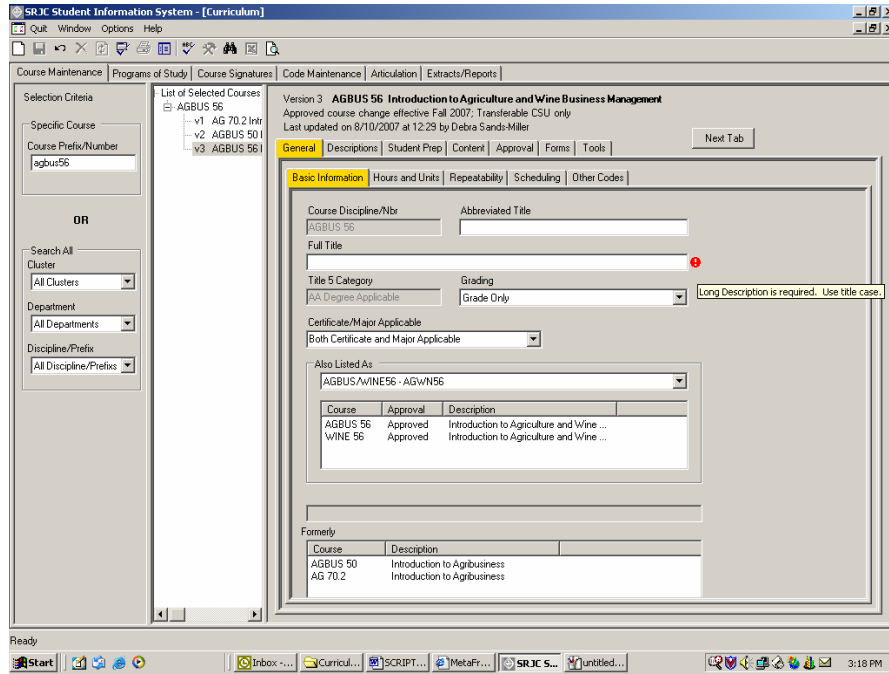 SRJC Student Information System - [Curriculum]
Quit Window Options Help
Course Maintenance Programs of Study Course Signatures Code Maintenance Articulation Extracts/Reports
Selection Criteria
Specific Course
Course Prefix/Number
agbus56
OR
Search All
Cluster
All Clusters
Department
All Departments
Discipline/Prefix
All Discipline/Prefixs
List of Selected Courses
AGBUS 56
v1 AG 70.2 Intr
v2 AGBUS 50 I
v3 AGBUS 56 I
Version 3 AGBUS 56 Introduction to Agriculture and Wine Business Management
Approved course change effective Fall 2007; Transferable CSU only
Last updated on 8/10/2007 at 12:29 by Debra Sands-Miller
Next Tab
General Descriptions Student Prep Content Approval Forms Tools
Basic Information Hours and Units Repeatability Scheduling Other Codes
Course Discipline/Nbr Abbreviated Title
AGBUS 56
Full Title
Title 5 Category Grading
AA Degree Applicable Grade Only
Long Description is required. Use title case.
Certificate/Major Applicable
Both Certificate and Major Applicable
Also Listed As
AGBUS/WINE56 - AGWN56
Course Approval Description
AGBUS 56 Approved Introduction to Agriculture and Wine ...
WINE 56 Approved Introduction to Agriculture and Wine ...
Formerly
Course Description
AGBUS 50 Introduction to Agribusiness
AG 70.2 Introduction to Agribusiness
Ready
Start Inbox -... Curricul... SCRIPT... MetaFr... SRJC S... untitled... 3:18 PM